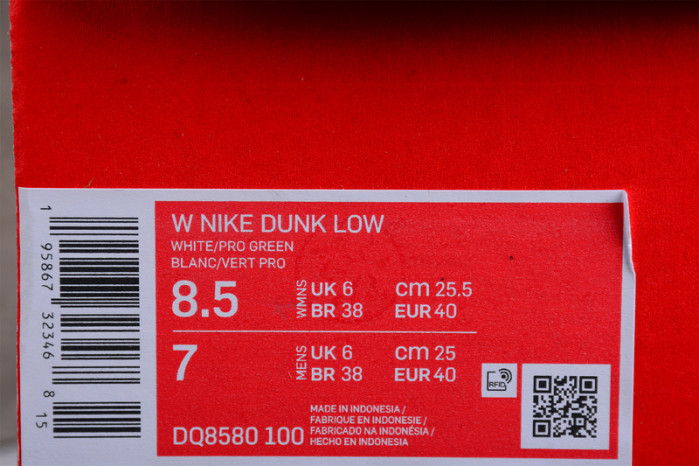 1 95867 32346 8 15
W NIKE DUNK LOW
WHITE/PRO GREEN
BLANC/VERT PRO
8.5 WMNS UK 6 cm 25.5
BR 38 EUR 40
7 MENS UK 6 cm 25
BR 38 EUR 40
RFID
DQ8580 100
MADE IN INDONESIA /
FABRIQUE EN INDONESIE /
FABRICADO NA INDONÉSIA /
HECHO EN INDONESIA